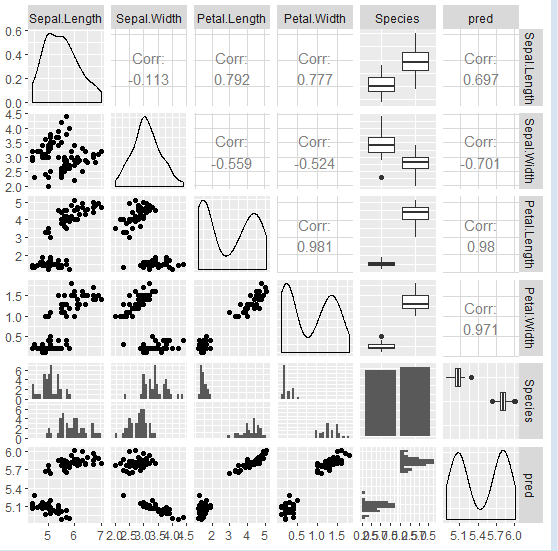 Sepal.Length Sepal.Width Petal.Length Petal.Width Species pred
0.6
0.4
0.2
0.0
Corr:
-0.113
Corr:
0.792
Corr:
0.777
Corr:
0.697
Sepal.Length
4.5
4.0
3.5
3.0
2.5
2.0
Corr:
-0.559
Corr:
-0.524
Corr:
-0.701
Sepal.Width
5
4
3
2
Corr:
0.981
Corr:
0.98
Petal.Length
1.5
1.0
0.5
Corr:
0.971
Petal.Width
6
4
2
0
6
4
2
0
Species
6.0
5.7
5.4
5.1
pred
5 6 7
2.0 2.5 3.0 3.5 4.0 4.5
2 3 4 5
0.5 1.0 1.5
5.1 5.4 5.7 6.0